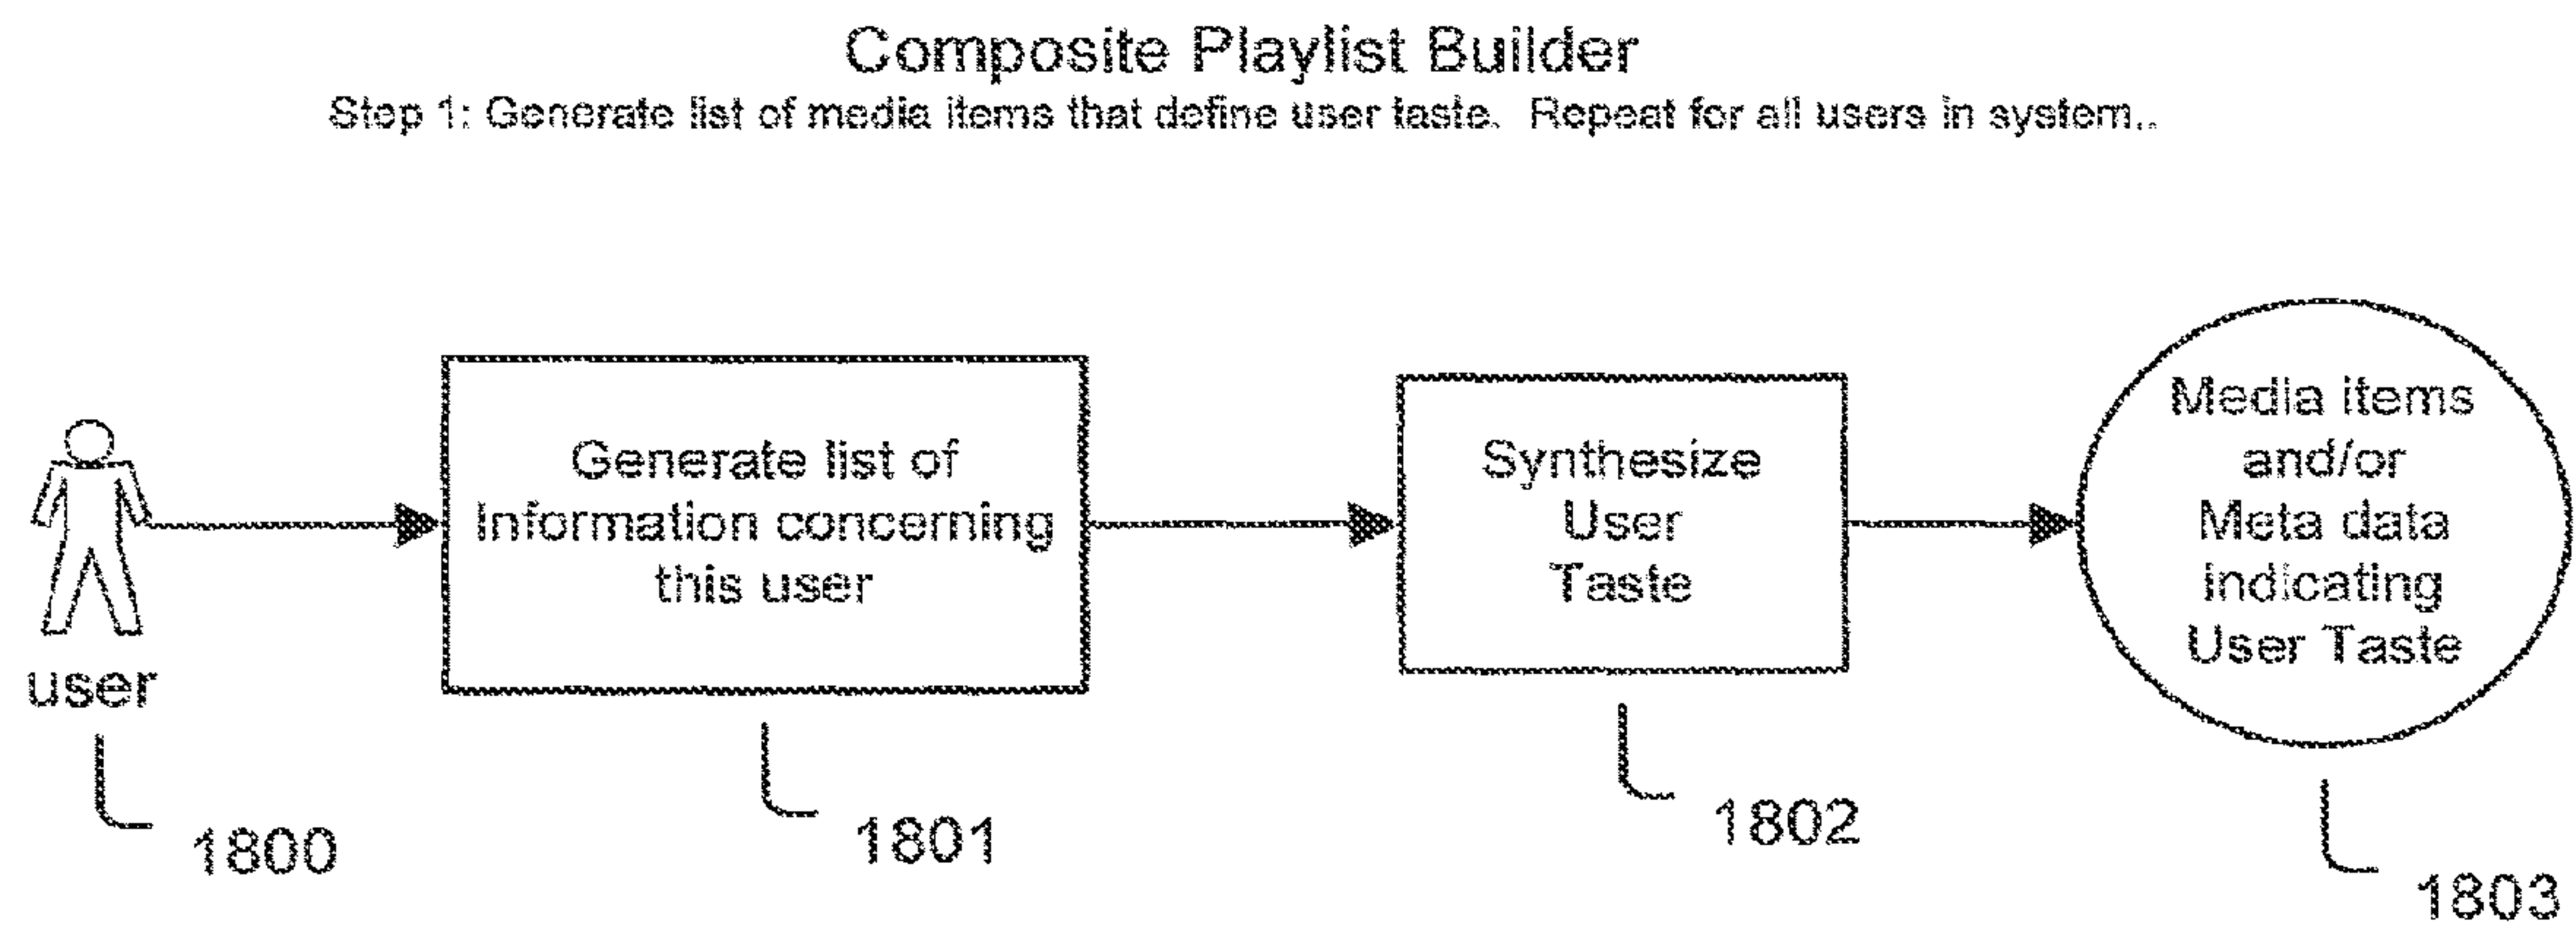 Composite Playlist Builder
Step 1: Generate list of media items that define user taste. Repeat for all users in system..
Generate list of
Information concerning
this user
Synthesize
User
Taste
Media items
and/or
Meta data
indicating
User Taste
user
1800
1801
1802
1803